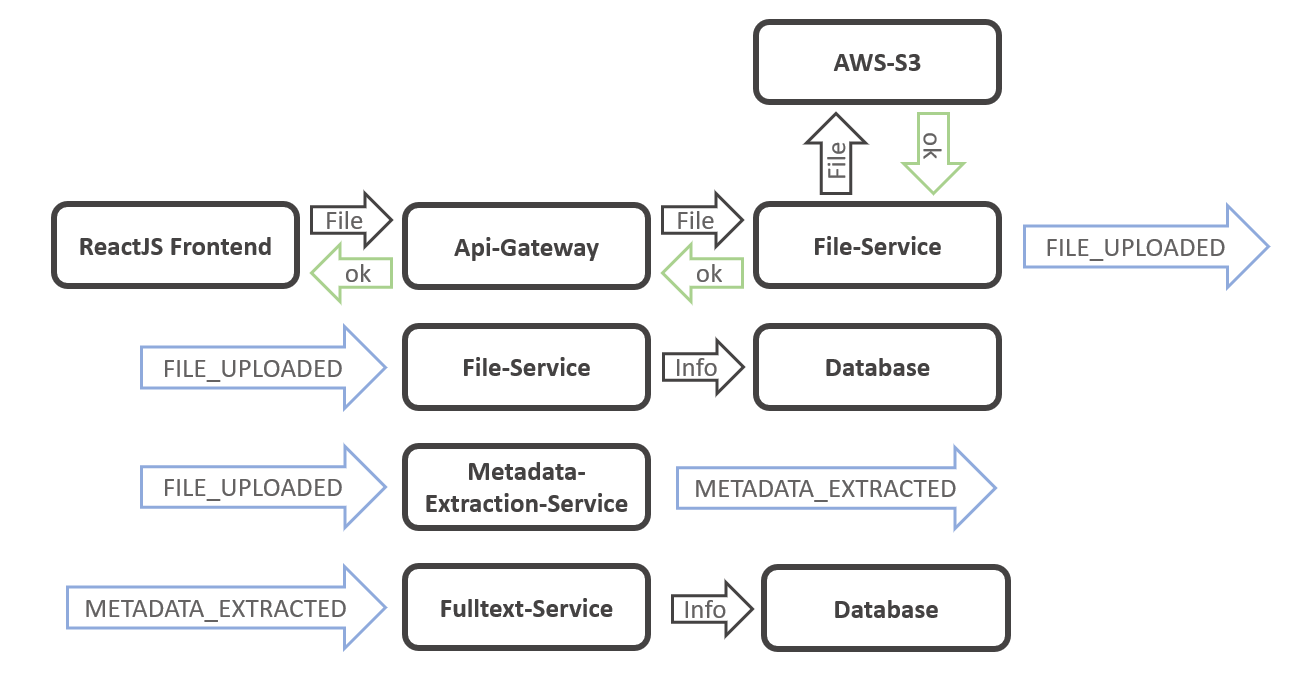 AWS-S3
File
ok
ReactJS Frontend
File
ok
Api-Gateway
File
ok
File-Service
FILE_UPLOADED
FILE_UPLOADED
File-Service
Info
Database
FILE_UPLOADED
Metadata-
Extraction-Service
METADATA_EXTRACTED
METADATA_EXTRACTED
Fulltext-Service
Info
Database